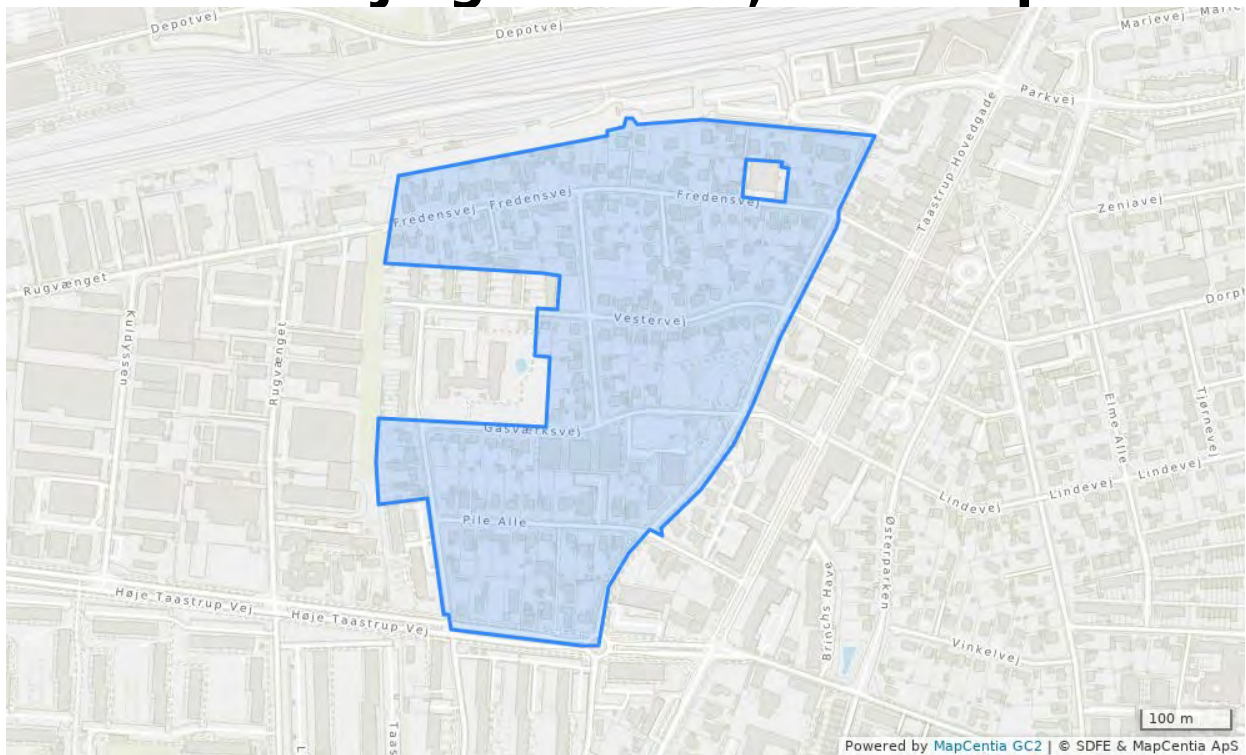 Depotvej
Depotvej
Marievej
Parkvej
Taastrup Hovedgade
Zeniavej
Fredensvej
Fredensvej
Fredensvej
Rugvænget
Kuldyssen
Rugvænget
Vestervej
Gasværksvej
Elme Alle
Tjørnevej
Lindevej
Lindevej
Lindevej
Pile Alle
Østerparken
Brinchs Have
Vinkelvej
Høje Taastrup Vej
Høje Taastrup Vej
100 m
Powered by MapCentia GC2 | © SDFE & MapCentia ApS